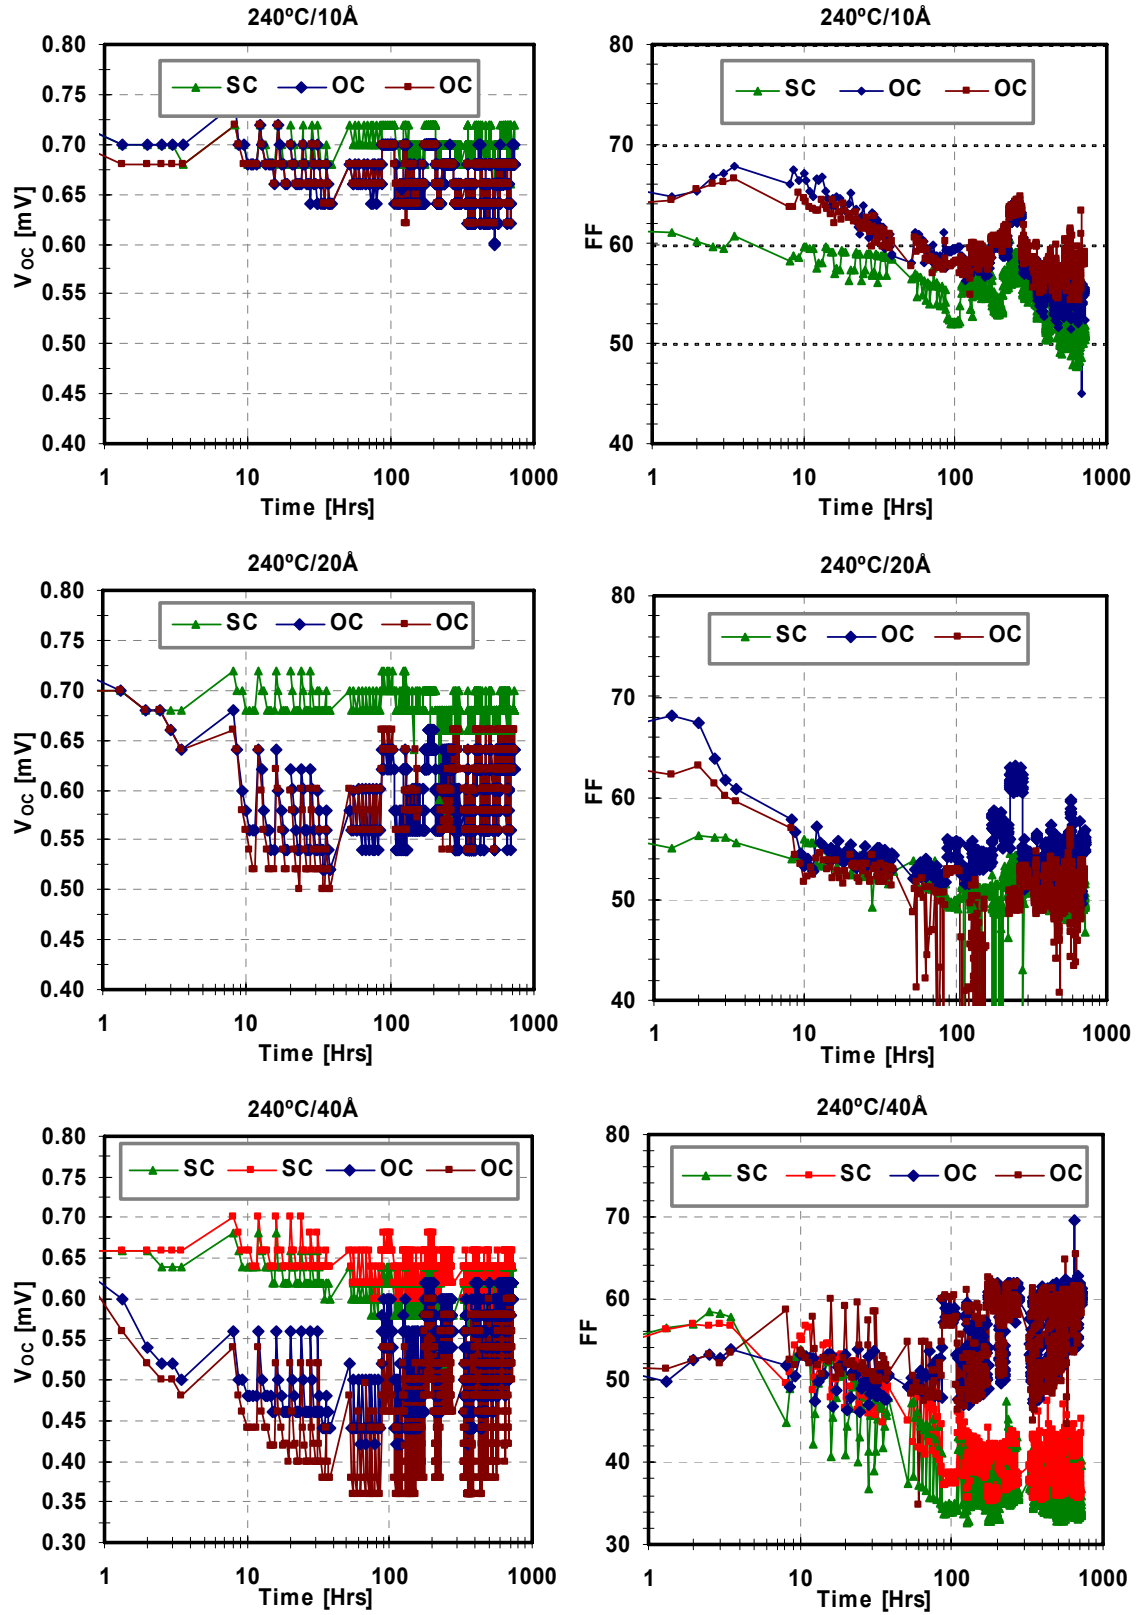 240ºC/10Å
0.80
0.75
0.70
0.65
0.60
0.55
0.50
0.45
0.40
V OC [mV]
SC OC OC
1 10 100 1000
Time [Hrs]
240ºC/10Å
80
70
60
50
40
FF
SC OC OC
1 10 100 1000
Time [Hrs]
240ºC/20Å
0.80
0.75
0.70
0.65
0.60
0.55
0.50
0.45
0.40
V OC [mV]
SC OC OC
1 10 100 1000
Time [Hrs]
240ºC/20Å
80
70
60
50
40
FF
SC OC OC
1 10 100 1000
Time [Hrs]
240ºC/40Å
0.80
0.75
0.70
0.65
0.60
0.55
0.50
0.45
0.40
0.35
0.30
V OC [mV]
SC SC OC OC
1 10 100 1000
Time [Hrs]
240ºC/40Å
80
70
60
50
40
30
FF
SC SC OC OC
1 10 100 1000
Time [Hrs]